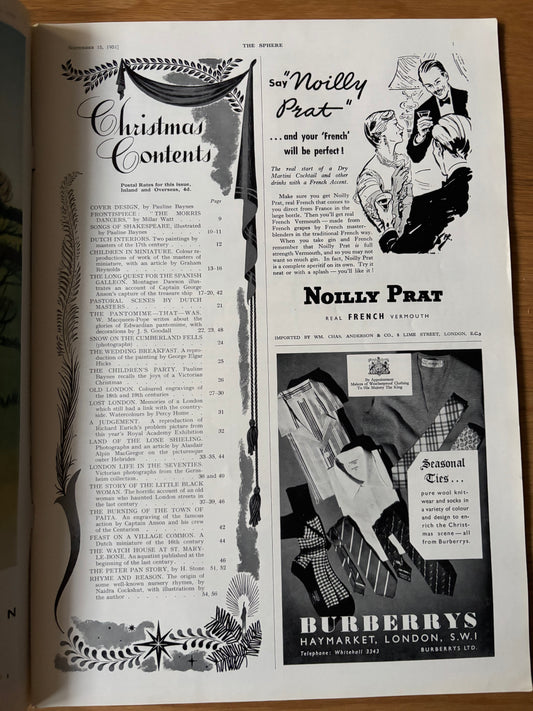 November 15, 1951]
THE SPHERE
1
Christmas
Contents
Postal Rates for this Issue,
Inland and Overseas, 4d.
Page
COVER DESIGN, by Pauline Baynes
FRONTISPIECE: "THE MORRIS
DANCERS," by Millar Watt . 9
SONGS OF SHAKESPEARE, illustrated
by Pauline Baynes . . 10-11
DUTCH INTERIORS. Two paintings by
masters of the 17th century . . 12
CHILDREN IN MINIATURE. Colour re-
productions of work of the masters of
miniature, with an article by Graham
Reynolds . . . 13-16
THE LONG QUEST FOR THE SPANISH
GALLEON. Montague Dawson illus-
trates an account of Captain George
Anson's capture of the treasure ship. 17, 20, 42
PASTORAL SCENES BY DUTCH
MASTERS . . . 21
THE PANTOMIME—THAT—WAS.
W. Macqueen-Pope writes about the
glories of Edwardian pantomime, with
decorations by J. S. Goodall . 22, 23, 48
SNOW ON THE CUMBERLAND FELLS
(photographs) . . . 24
THE WEDDING BREAKFAST. A repro-
duction of the painting by George Elgar
Hicks . . . 25
THE CHILDREN'S PARTY. Pauline
Baynes recalls the joys of a Victorian
Christmas . . . 26
OLD LONDON. Coloured engravings of
the 18th and 19th centuries . 27-30
LOST LONDON. Memories of a London
which still had a link with the country-
side. Watercolours by Percy Home . 31
A JUDGEMENT. A reproduction of
Richard Eurich's problem picture from
this year's Royal Academy Exhibition 32
LAND OF THE LONE SHIELING.
Photographs and an article by Alasdair
Alpin MacGregor on the picturesque
outer Hebrides . . 33-35, 44
LONDON LIFE IN THE 'SEVENTIES.
Victorian photographs from the Gerns-
heim collection. . . 36 and 40
THE STORY OF THE LITTLE BLACK
WOMAN. The horrific account of an old
woman who haunted London streets in
the last century . . 37-39, 46
THE BURNING OF THE TOWN OF
PAITA. An engraving of the famous
action by Captain Anson and his crew
of the Centurion . . . 42
FEAST ON A VILLAGE COMMON. A
Dutch miniature of the 16th century . 44
THE WATCH HOUSE AT ST. MARY-
LE-BONE. An aquatint published at the
beginning of the last century. . 46
THE PETER PAN STORY, by H. Stone 51, 52
RHYME AND REASON. The origin of
some well-known nursery rhymes, by
Naidra Cockshut, with illustrations by
the author . . . 54, 56
Say "Noilly
Prat"
... and your 'French'
will be perfect!
The real start of a Dry
Martini Cocktail and other
drinks with a French Accent.
Make sure you get Noilly
Prat, real French that comes to
you direct from France in the
large bottle. Then you'll get real
French Vermouth — made from
French grapes by French master-
blenders in the traditional French way.
When you take gin and French
remember that Noilly Prat is full
strength Vermouth, and so you may not
want so much gin. In fact, Noilly Prat
is a complete aperitif on its own. Try it
neat or with a splash—you'll like it!
NOILLY PRAT
REAL FRENCH VERMOUTH
IMPORTED BY WM. CHAS. ANDERSON & CO., 8 LIME STREET, LONDON, E.C.3
By Appointment
Makers of Weatherproof Clothing
To His Majesty The King
Seasonal
Ties...
pure wool knit-
wear and socks in
a variety of colour
and design to en-
rich the Christ-
mas scene—all
from Burberrys.
BURBERRYS
HAYMARKET, LONDON, S.W.1
Telephone: Whitehall 3343
BURBERRYS LTD.
N